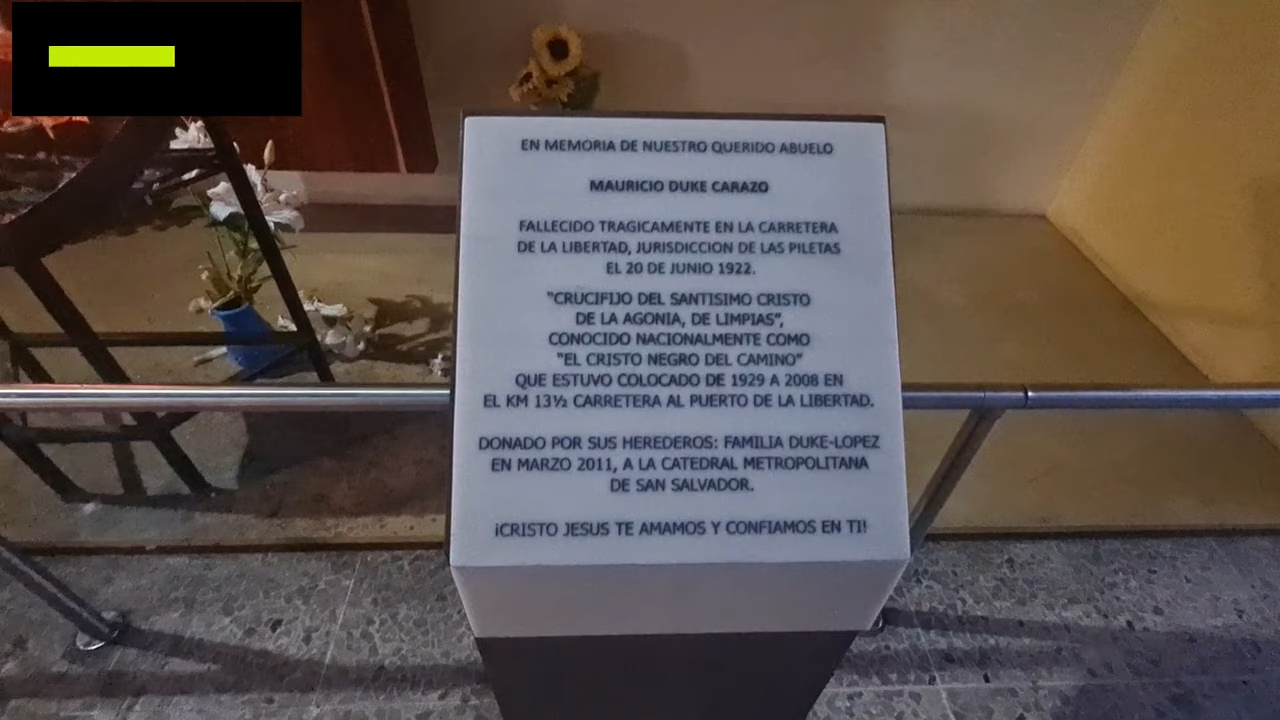 EN MEMORIA DE NUESTRO QUERIDO ABUELO
MAURICIO DUKE CARAZO
FALLECIDO TRAGICAMENTE EN LA CARRETERA
DE LA LIBERTAD, JURISDICCION DE LAS PILETAS
EL 20 DE JUNIO 1922.
"CRUCIFIJO DEL SANTISIMO CRISTO
DE LA AGONIA, DE LIMPIAS",
CONOCIDO NACIONALMENTE COMO
"EL CRISTO NEGRO DEL CAMINO"
QUE ESTUVO COLOCADO DE 1929 A 2008 EN
EL KM 13½ CARRETERA AL PUERTO DE LA LIBERTAD.
DONADO POR SUS HEREDEROS: FAMILIA DUKE-LOPEZ
EN MARZO 2011, A LA CATEDRAL METROPOLITANA
DE SAN SALVADOR.
¡CRISTO JESUS TE AMAMOS Y CONFIAMOS EN TI!